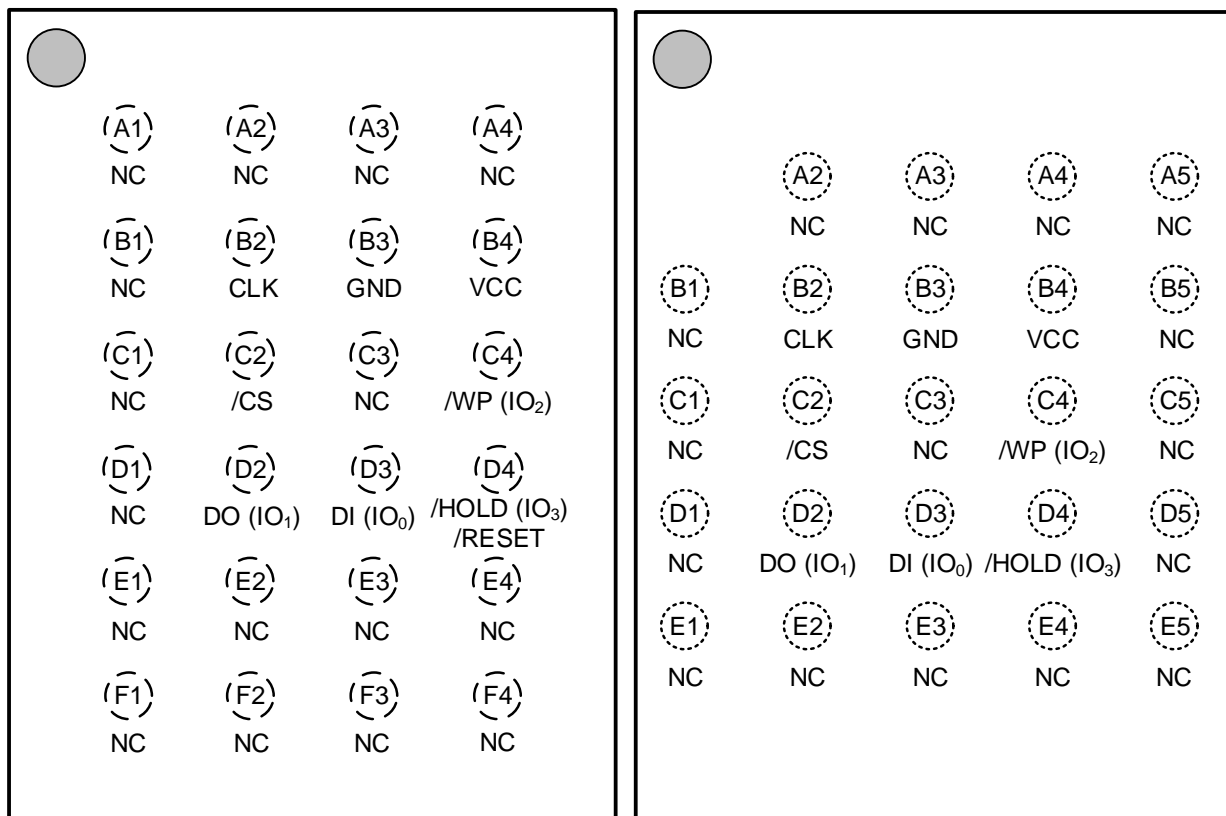 A1 A2 A3 A4
NC NC NC NC
B1 B2 B3 B4
NC CLK GND VCC
C1 C2 C3 C4
NC /CS NC /WP (IO₂)
D1 D2 D3 D4
NC DO (IO₁) DI (IO₀) /HOLD (IO₃)
/RESET
E1 E2 E3 E4
NC NC NC NC
F1 F2 F3 F4
NC NC NC NC
A2 A3 A4 A5
NC NC NC NC
B1 B2 B3 B4 B5
NC CLK GND VCC NC
C1 C2 C3 C4 C5
NC /CS NC /WP (IO₂) NC
D1 D2 D3 D4 D5
NC DO (IO₁) DI (IO₀) /HOLD (IO₃) NC
E1 E2 E3 E4 E5
NC NC NC NC NC